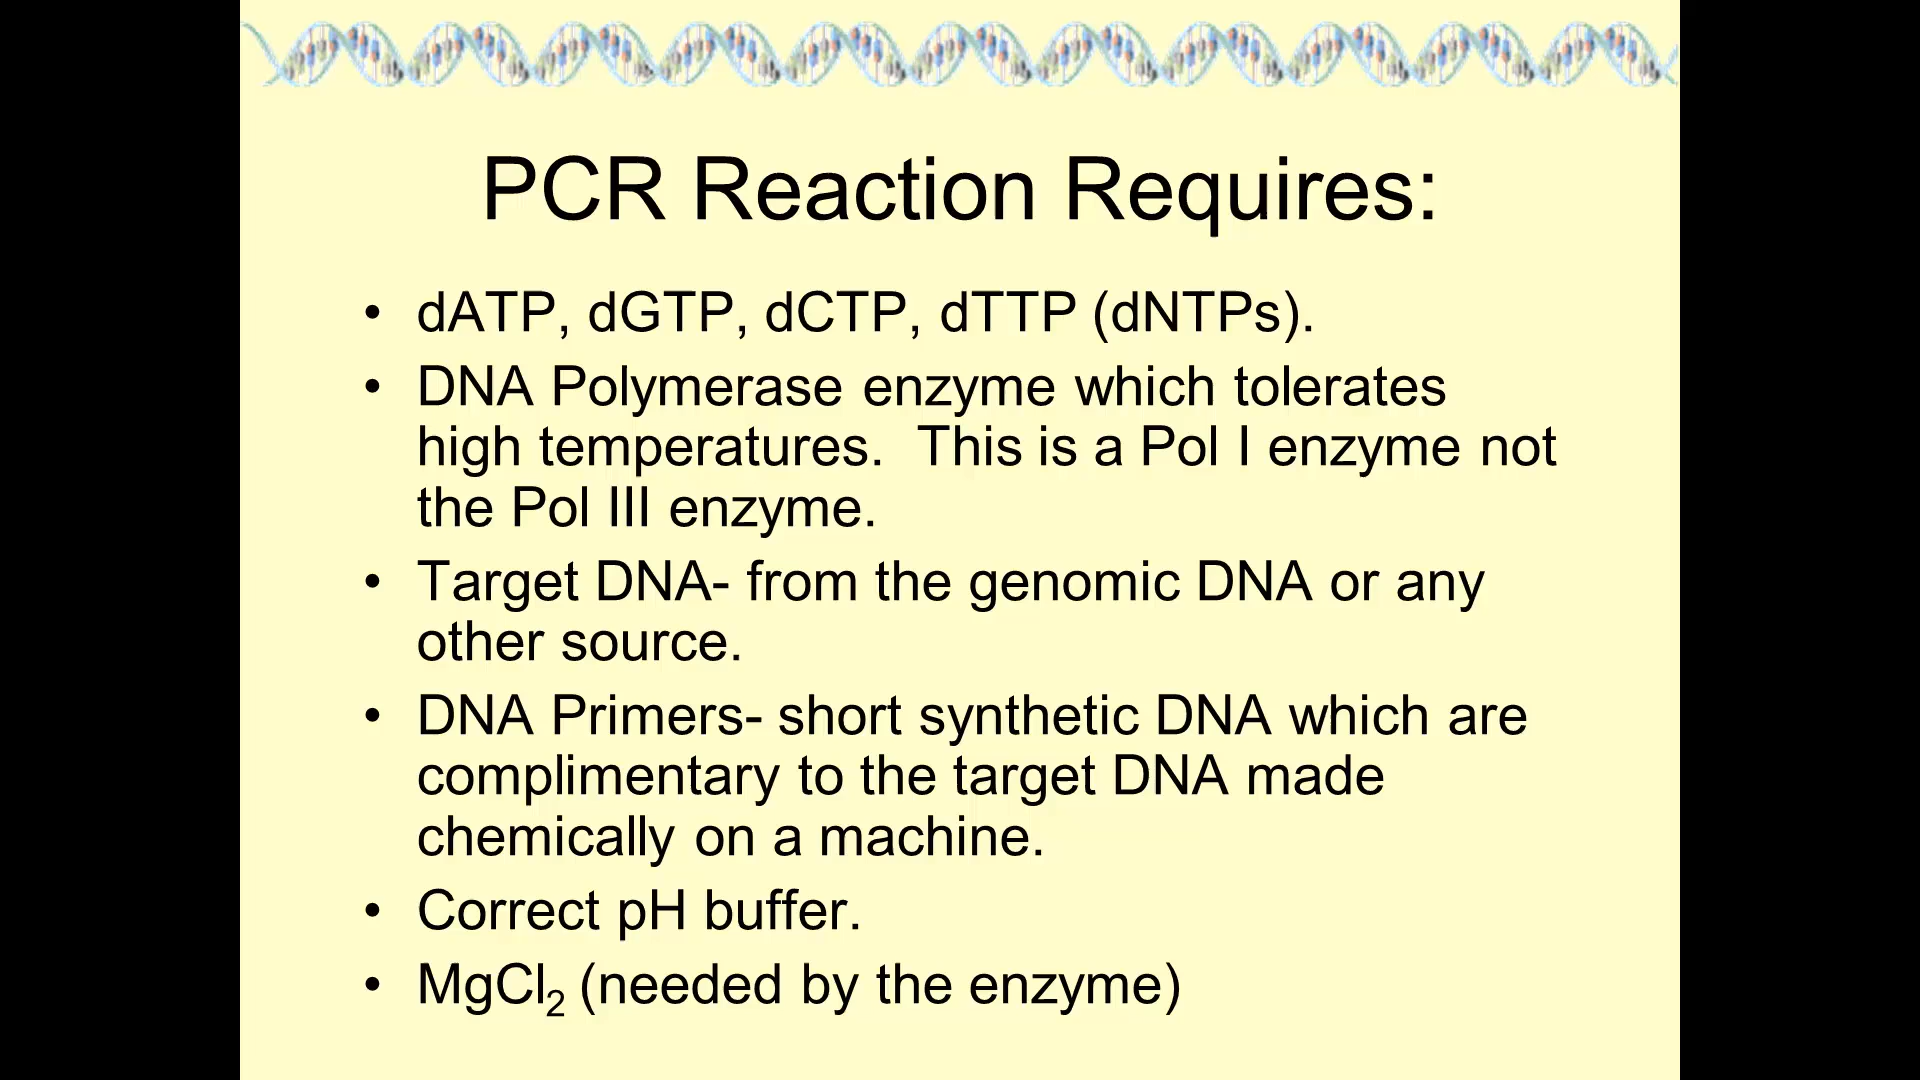 PCR Reaction Requires:
• dATP, dGTP, dCTP, dTTP (dNTPs).
• DNA Polymerase enzyme which tolerates
high temperatures.  This is a Pol I enzyme not
the Pol III enzyme.
• Target DNA- from the genomic DNA or any
other source.
• DNA Primers- short synthetic DNA which are
complimentary to the target DNA made
chemically on a machine.
• Correct pH buffer.
• MgCl₂ (needed by the enzyme)